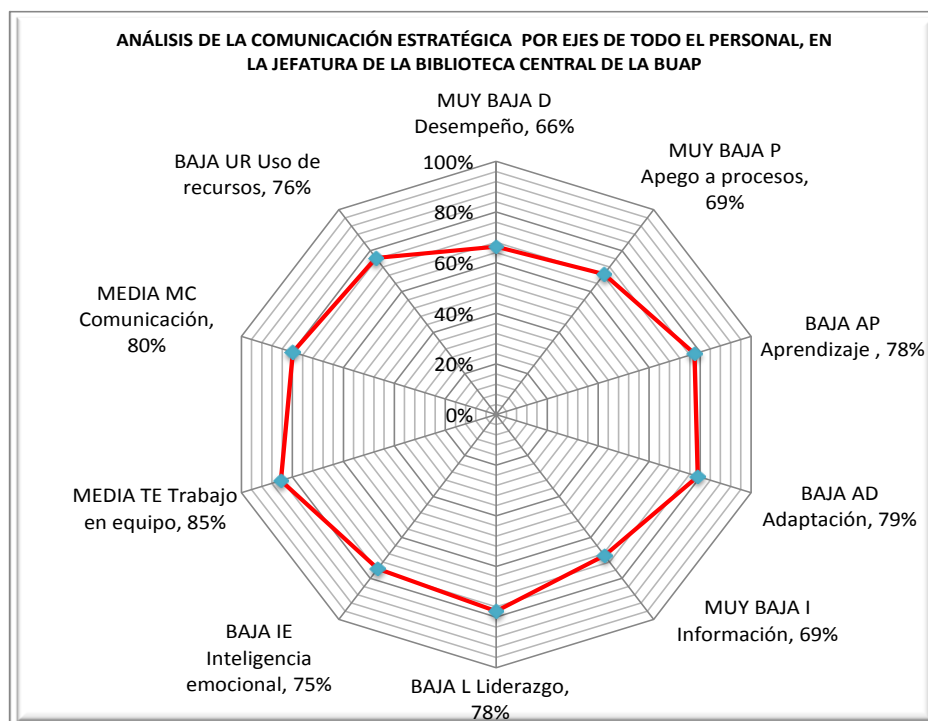 ANÁLISIS DE LA COMUNICACIÓN ESTRATÉGICA POR EJES DE TODO EL PERSONAL, EN
LA JEFATURA DE LA BIBLIOTECA CENTRAL DE LA BUAP
MUY BAJA D
Desempeño, 66%
MUY BAJA P
Apego a procesos,
69%
BAJA AP
Aprendizaje , 78%
BAJA AD
Adaptación, 79%
MUY BAJA I
Información, 69%
BAJA L Liderazgo,
78%
BAJA IE
Inteligencia
emocional, 75%
MEDIA TE Trabajo
en equipo, 85%
MEDIA MC
Comunicación,
80%
BAJA UR Uso de
recursos, 76%
100%
80%
60%
40%
20%
0%